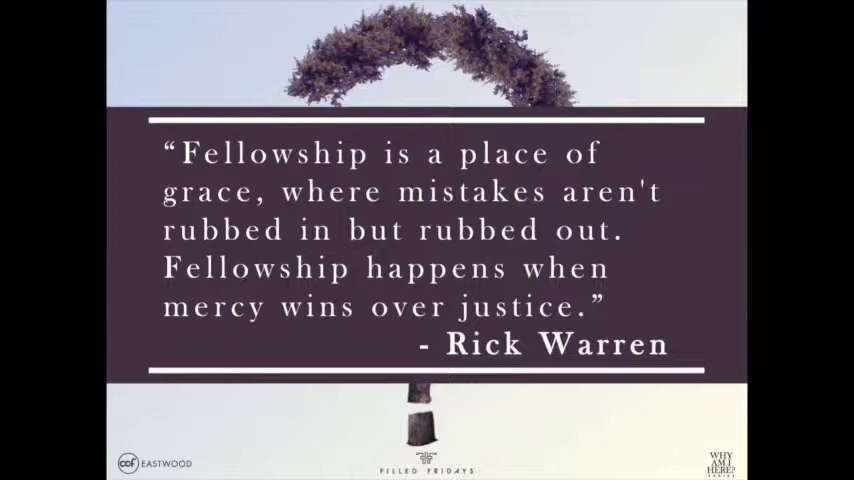 “Fellowship is a place of
grace, where mistakes aren't
rubbed in but rubbed out.
Fellowship happens when
mercy wins over justice.”
- Rick Warren
ccf EASTWOOD
FILLED FRIDAYS
WHY
AM I
HERE?
SERIES